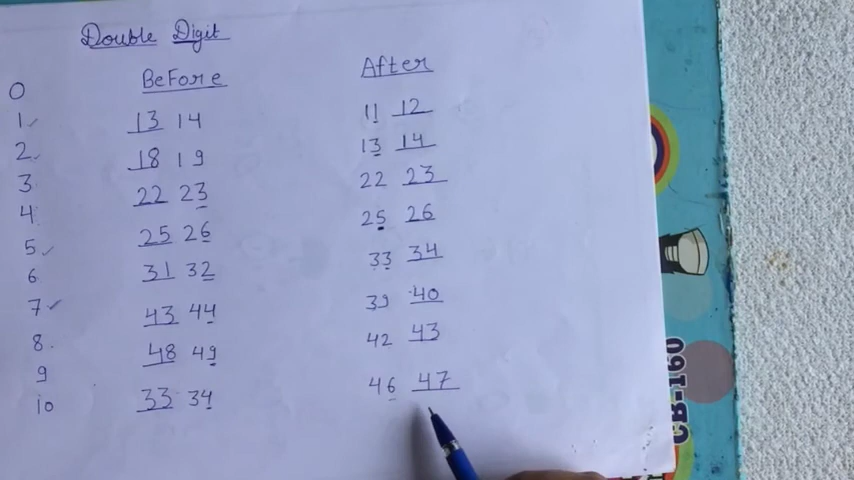 Double Digit
BeFore After
0
1 13 14 11 12
2 18 19 13 14
3 22 23 22 23
4 25 26 25 26
5 31 32 33 34
6 43 44 39 40
7 48 49 42 43
8 33 34 46 47
9
10
CB-160